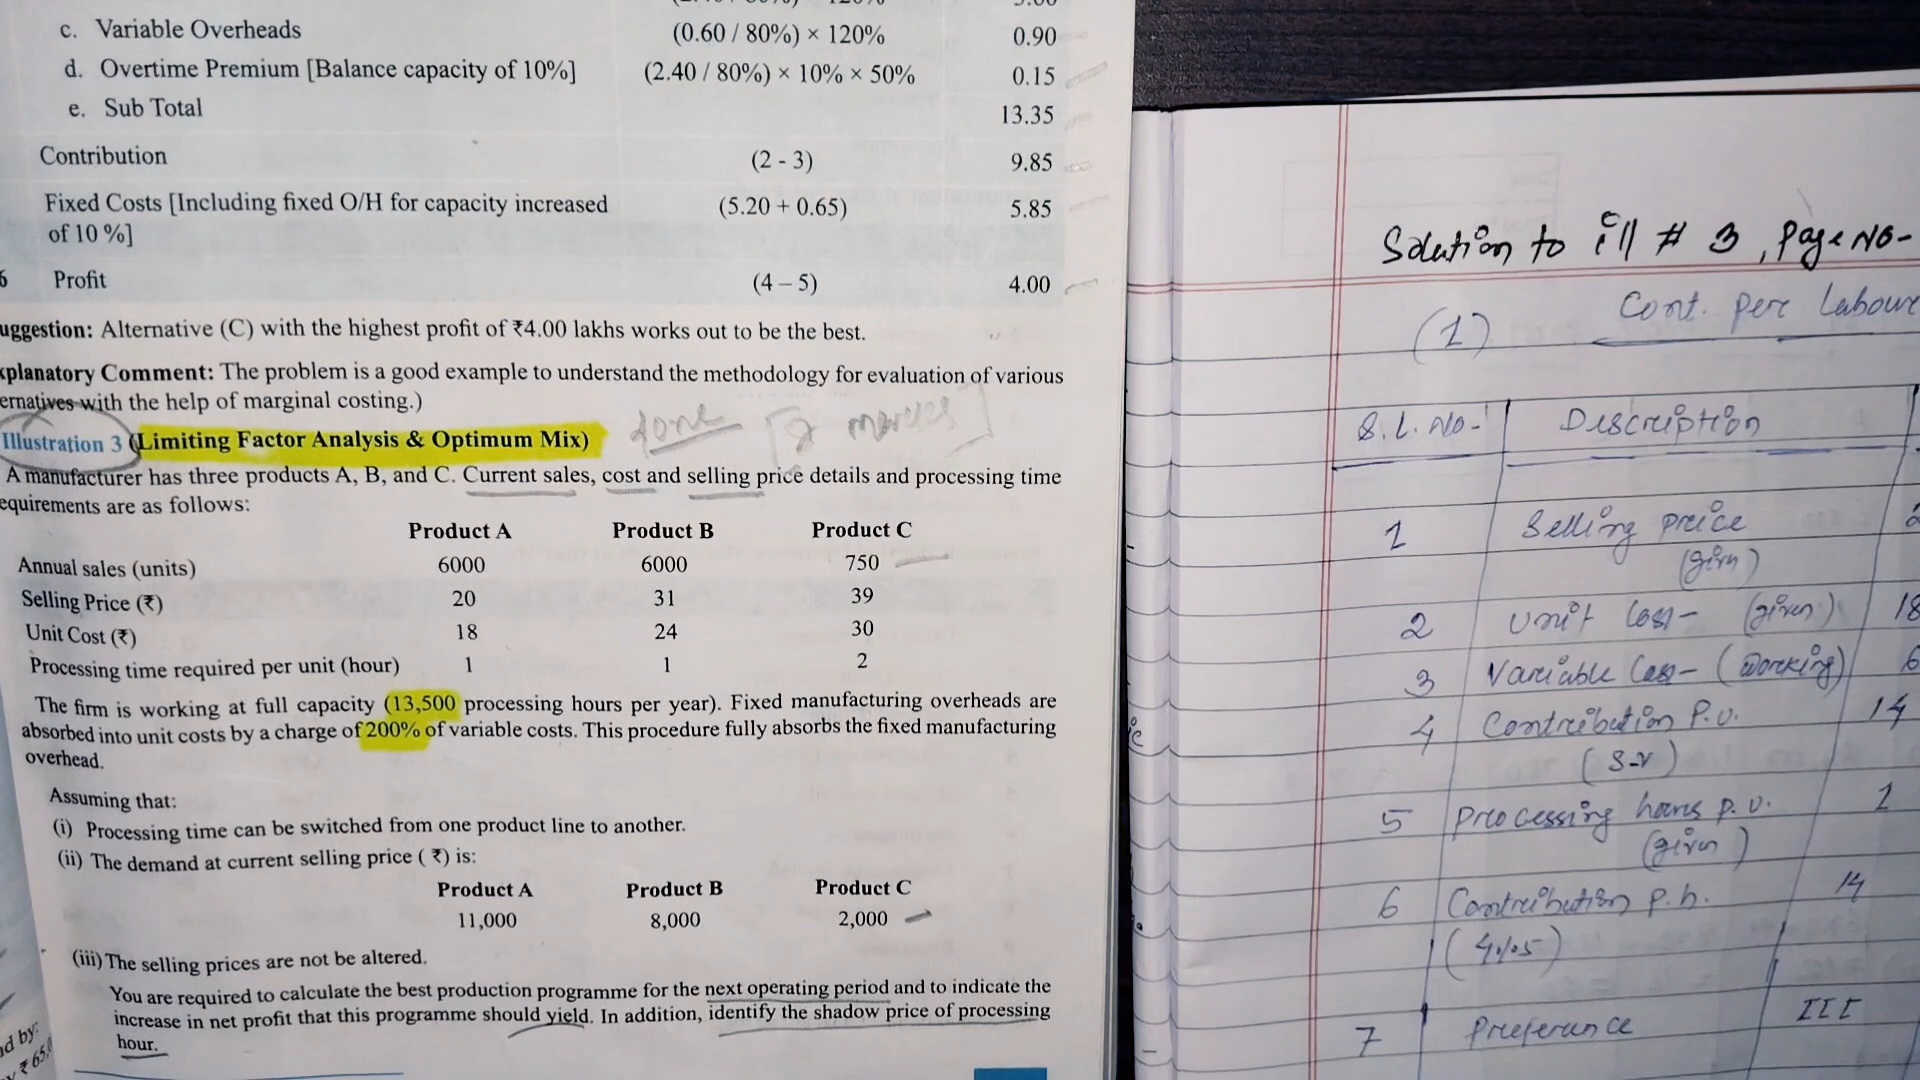 c. Variable Overheads (0.60 / 80%) × 120% 0.90
d. Overtime Premium [Balance capacity of 10%] (2.40 / 80%) × 10% × 50% 0.15
e. Sub Total 13.35
Contribution (2 - 3) 9.85
Fixed Costs [Including fixed O/H for capacity increased (5.20 + 0.65) 5.85
of 10 %]
6 Profit (4 – 5) 4.00
uggestion: Alternative (C) with the highest profit of ₹4.00 lakhs works out to be the best.
xplanatory Comment: The problem is a good example to understand the methodology for evaluation of various
ernatives with the help of marginal costing.)
done
Illustration 3 (Limiting Factor Analysis & Optimum Mix)
A manufacturer has three products A, B, and C. Current sales, cost and selling price details and processing time
equirements are as follows:
Product A Product B Product C
Annual sales (units) 6000 6000 750
Selling Price (₹) 20 31 39
Unit Cost (₹) 18 24 30
Processing time required per unit (hour) 1 1 2
The firm is working at full capacity (13,500 processing hours per year). Fixed manufacturing overheads are
absorbed into unit costs by a charge of 200% of variable costs. This procedure fully absorbs the fixed manufacturing
overhead.
Assuming that:
(i) Processing time can be switched from one product line to another.
(ii) The demand at current selling price ( ₹) is:
Product A Product B Product C
11,000 8,000 2,000
(iii) The selling prices are not be altered.
You are required to calculate the best production programme for the next operating period and to indicate the
increase in net profit that this programme should yield. In addition, identify the shadow price of processing
hour.
d by:
₹ 65,
Solution to ill # 3, Page No-
(1) Cont. per Labour
S.L. No- Description
1 Selling price
(given)
2 Unit Cost- (given) 18
3 Variable Cost- (working) 6
4 Contribution P.U. 14
(S-V)
5 processing hours p.u. 1
(given)
6 Contribution p.h. 14
(4/5)
7 Preference III